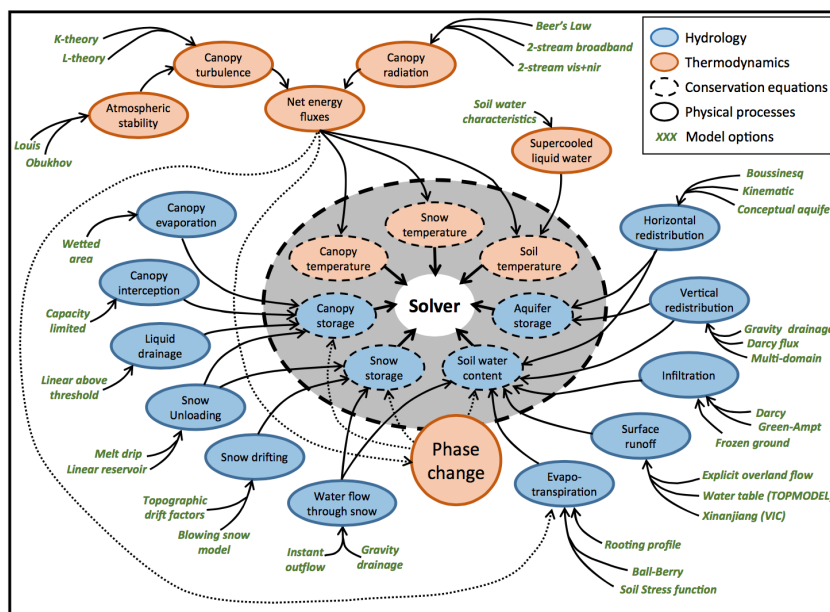 K-theory
L-theory
Canopy
turbulence
Canopy
radiation
Beer's Law
2-stream broadband
2-stream vis+nir
Hydrology
Thermodynamics
Conservation equations
Physical processes
XXX Model options
Atmospheric
stability
Net energy
fluxes
Louis
Obukhov
Soil water
characteristics
Supercooled
liquid water
Boussinesq
Kinematic
Conceptual aquife
Canopy
evaporation
Wetted
area
Snow
temperature
Horizontal
redistribution
Canopy
temperature
Soil
temperature
Canopy
interception
Capacity
limited
Canopy
storage
Solver
Aquifer
storage
Vertical
redistribution
Gravity drainage
Darcy flux
Multi-domain
Liquid
drainage
Linear above
threshold
Snow
storage
Soil water
content
Infiltration
Darcy
Green-Ampt
Frozen ground
Snow
Unloading
Melt drip
Linear reservoir
Snow drifting
Topographic
drift factors
Blowing snow
model
Phase
change
Surface
runoff
Explicit overland flow
Water table (TOPMODEL)
Xinanjiang (VIC)
Water flow
through snow
Instant
outflow
Gravity
drainage
Evapo-
transpiration
Rooting profile
Ball-Berry
Soil Stress function